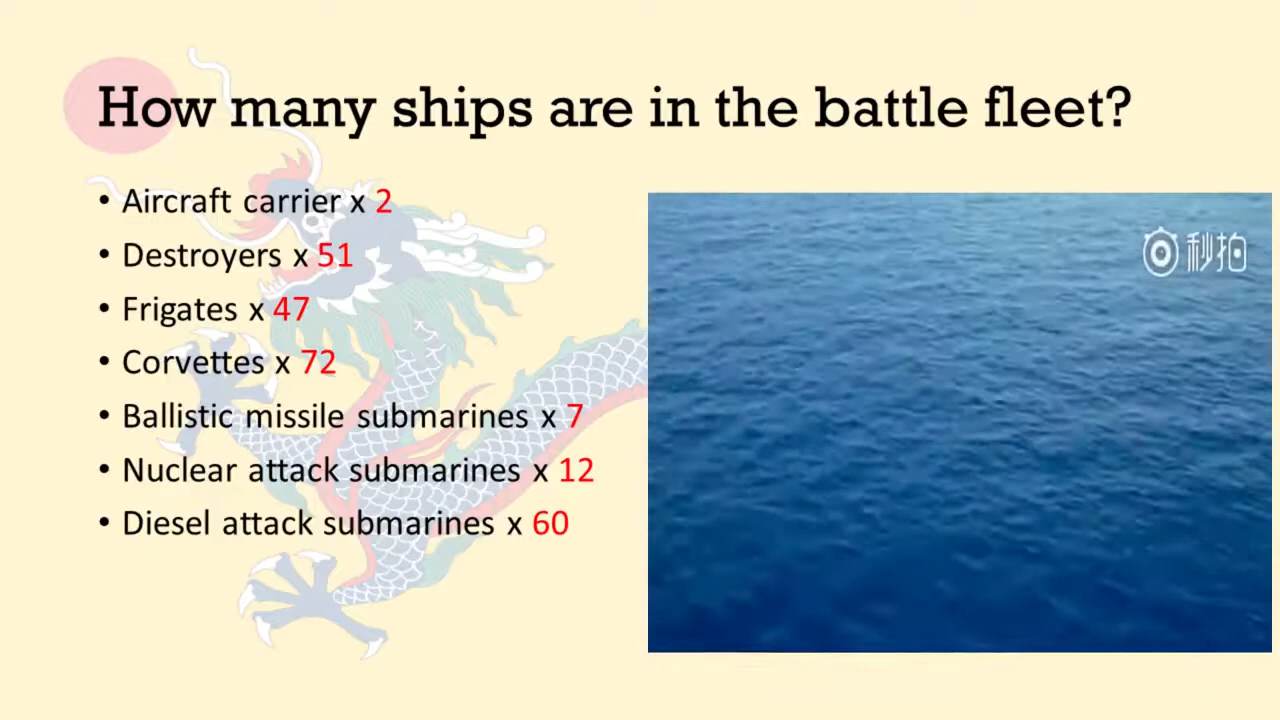 How many ships are in the battle fleet?
• Aircraft carrier x 2
• Destroyers x 51
• Frigates x 47
• Corvettes x 72
• Ballistic missile submarines x 7
• Nuclear attack submarines x 12
• Diesel attack submarines x 60
秒拍